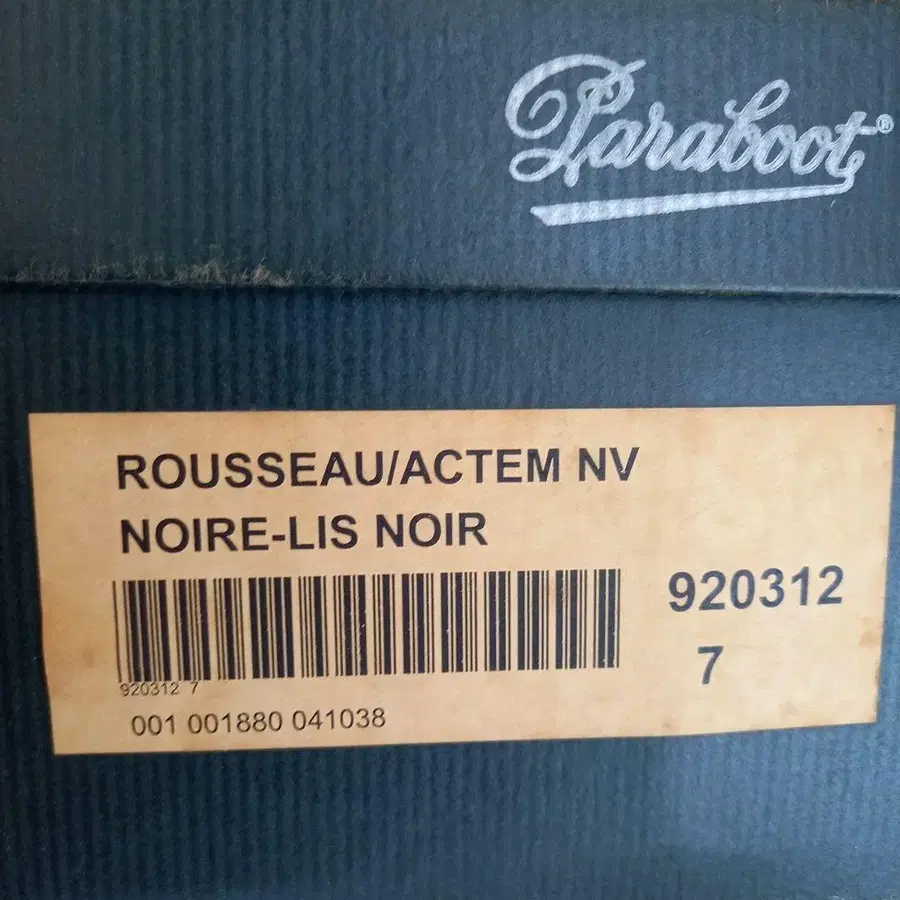 Paraboot®
ROUSSEAU/ACTEM NV
NOIRE-LIS NOIR
920312
7
920312 7
001 001880 041038